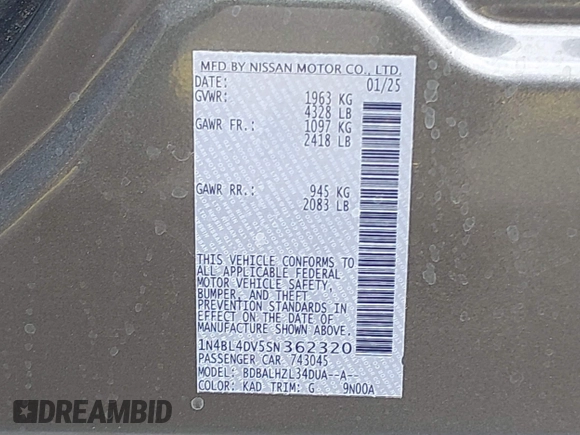 MFD BY NISSAN MOTOR CO., LTD.
DATE: 01/25
GVWR: 1963 KG
4328 LB
GAWR FR.: 1097 KG
2418 LB
GAWR RR.: 945 KG
2083 LB
THIS VEHICLE CONFORMS TO
ALL APPLICABLE FEDERAL
MOTOR VEHICLE SAFETY,
BUMPER, AND THEFT
PREVENTION STANDARDS IN
EFFECT ON THE DATE OF
MANUFACTURE SHOWN ABOVE.
1N4BL4DV5SN362320
PASSENGER CAR 743045
MODEL: BDBALHZL34DUA--A--
COLOR: KAD TRIM: G 9N00A
DREAMBID